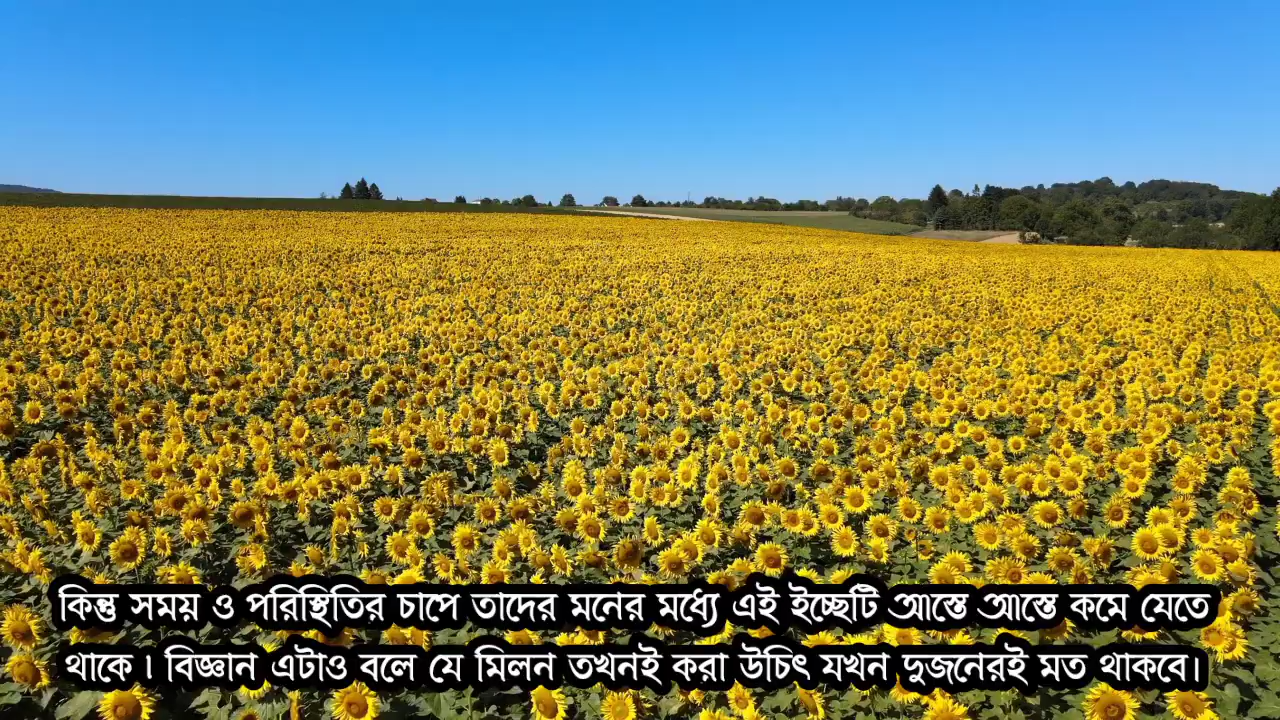 কিন্তু সময় ও পরিস্থিতির চাপে তাদের মনের মধ্যে এই ইচ্ছেটি আস্তে আস্তে কমে যেতে
থাকে। বিজ্ঞান এটাও বলে যে মিলন তখনই করা উচিৎ যখন দুজনেরই মত থাকবে।